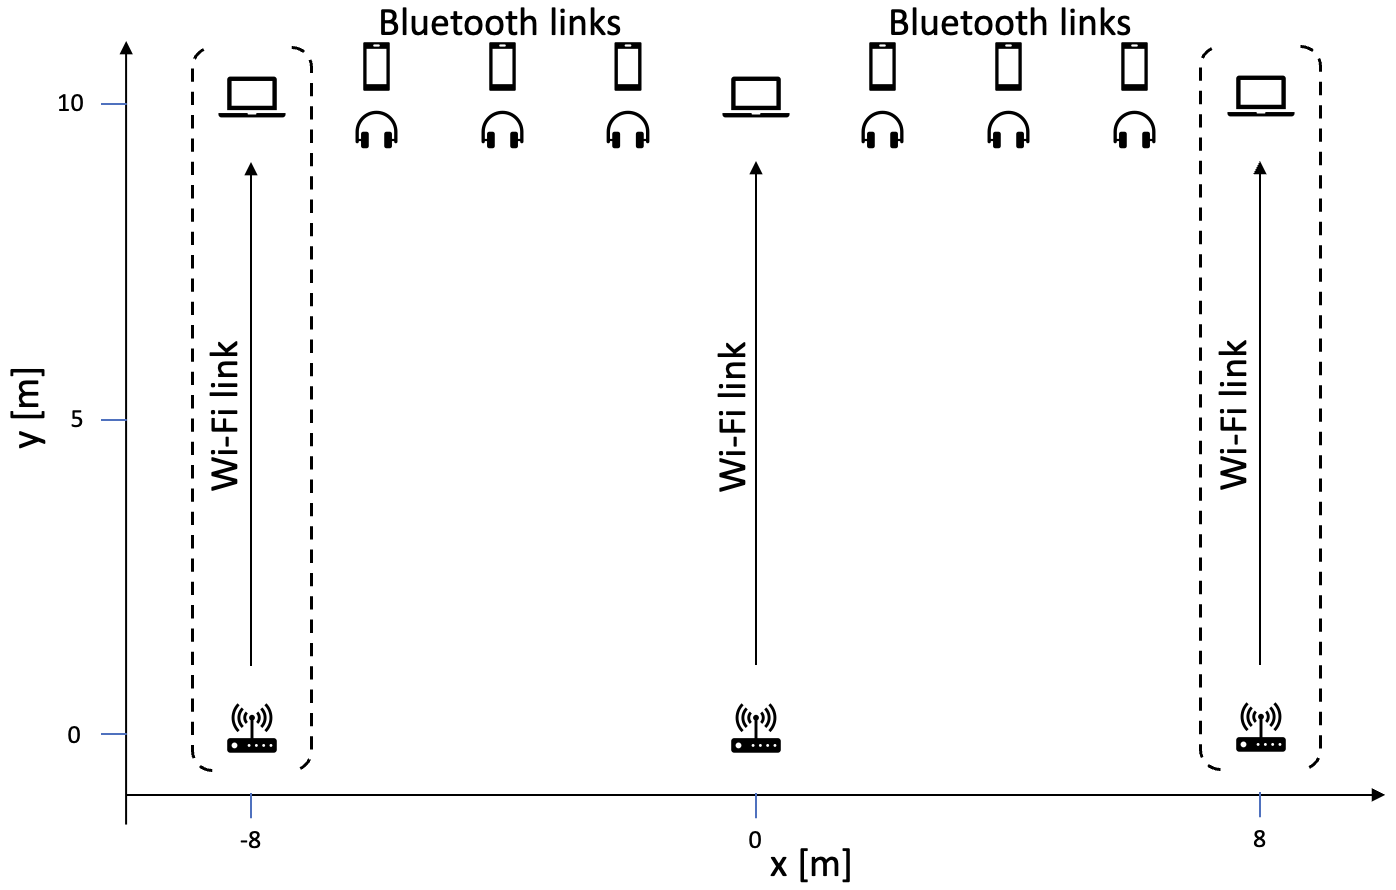 Bluetooth links
Bluetooth links
10
5
0
y [m]
Wi-Fi link
Wi-Fi link
Wi-Fi link
-8
0
8
x [m]